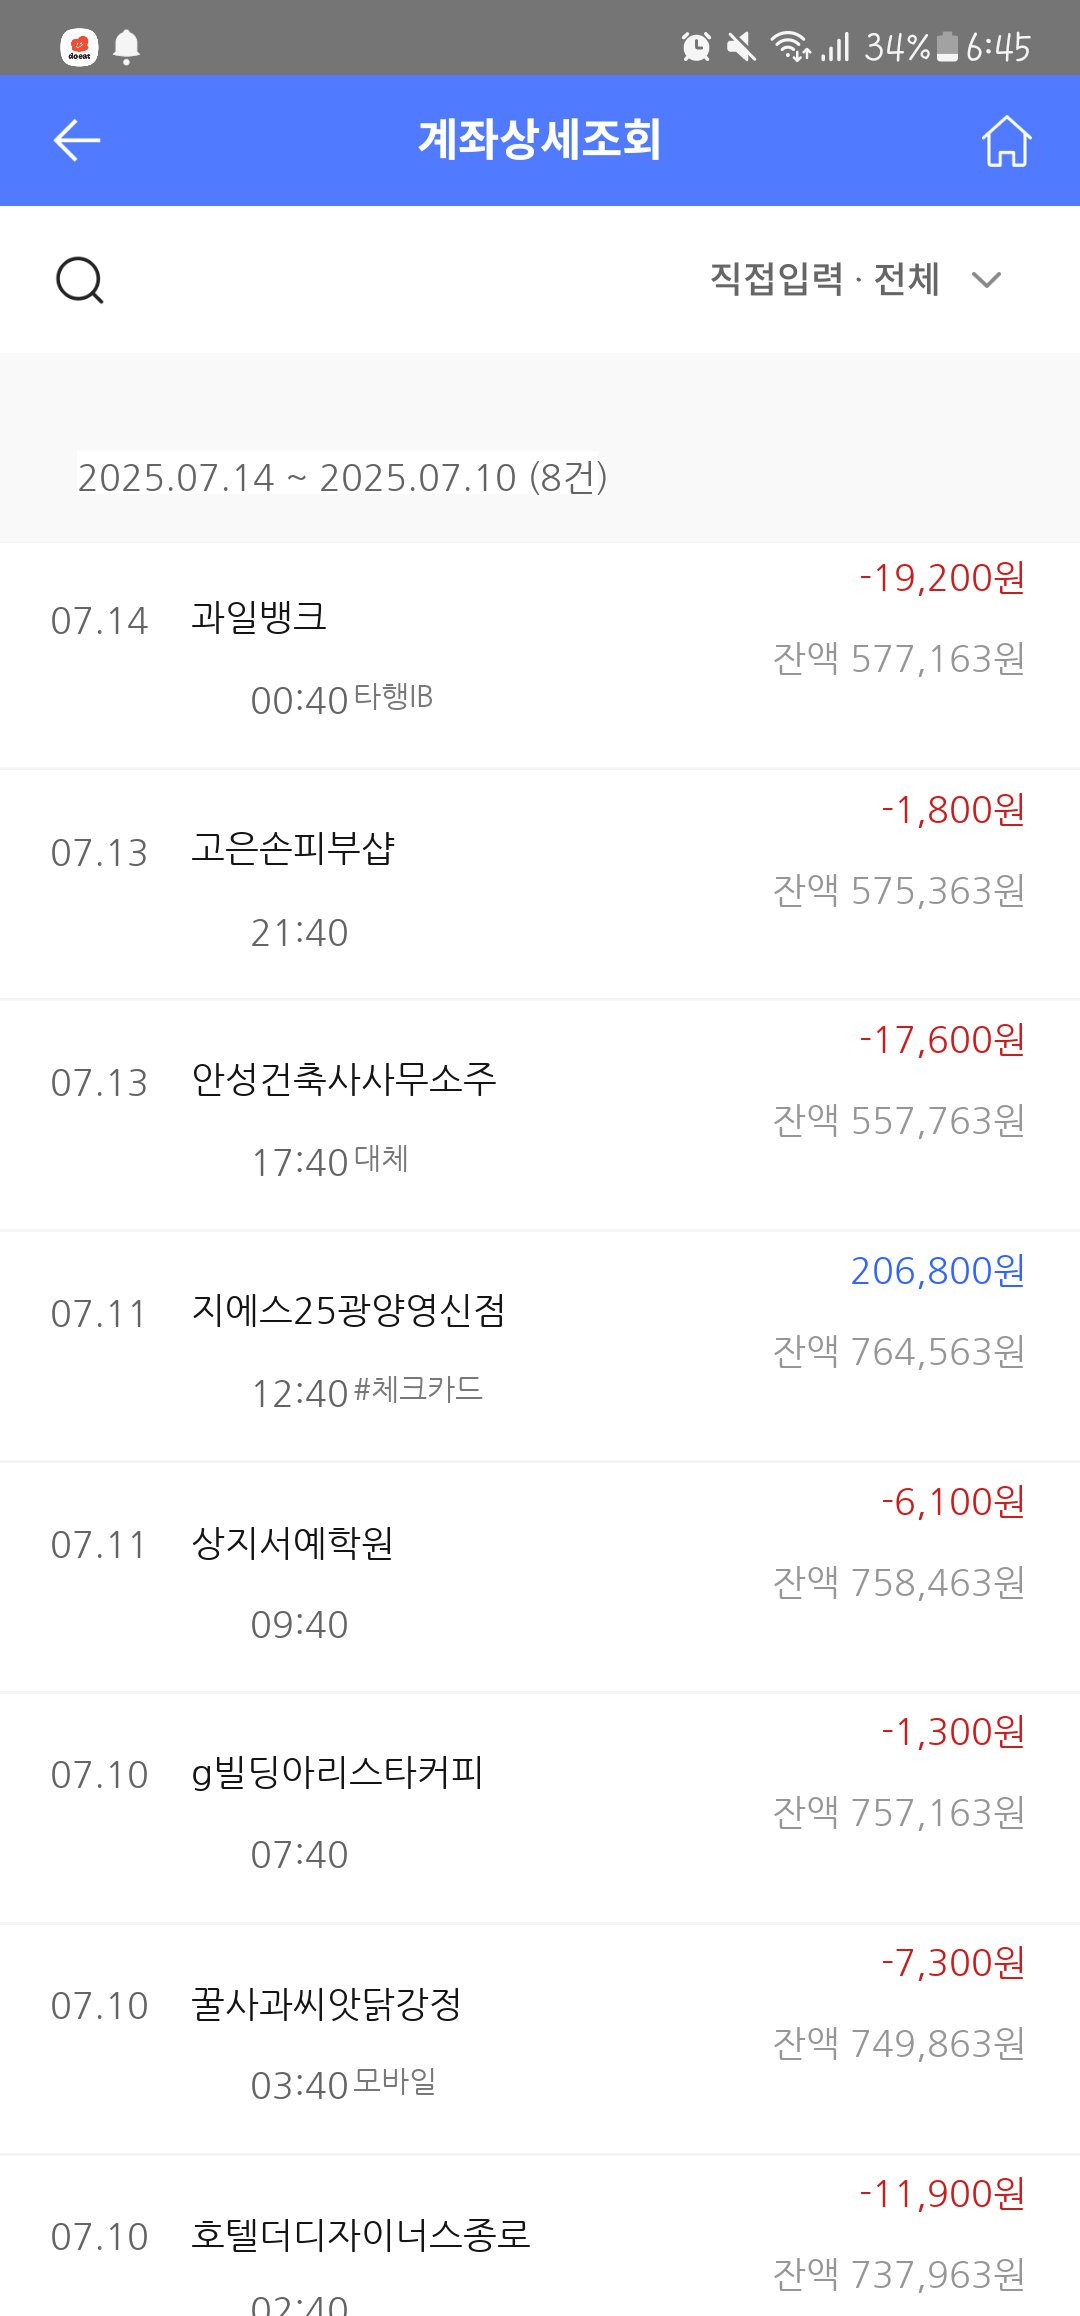 doeat
34% 6:45
계좌상세조회
직접입력 · 전체
2025.07.14 ~ 2025.07.10 (8건)
-19,200원
07.14 과일뱅크
잔액 577,163원
00:40 타행IB
-1,800원
07.13 고은손피부샵
잔액 575,363원
21:40
-17,600원
07.13 안성건축사사무소주
잔액 557,763원
17:40 대체
206,800원
07.11 지에스25광양영신점
잔액 764,563원
12:40 #체크카드
-6,100원
07.11 상지서예학원
잔액 758,463원
09:40
-1,300원
07.10 g빌딩아리스타커피
잔액 757,163원
07:40
-7,300원
07.10 꿀사과씨앗닭강정
잔액 749,863원
03:40 모바일
-11,900원
07.10 호텔더디자이너스종로
잔액 737,963원
02:40